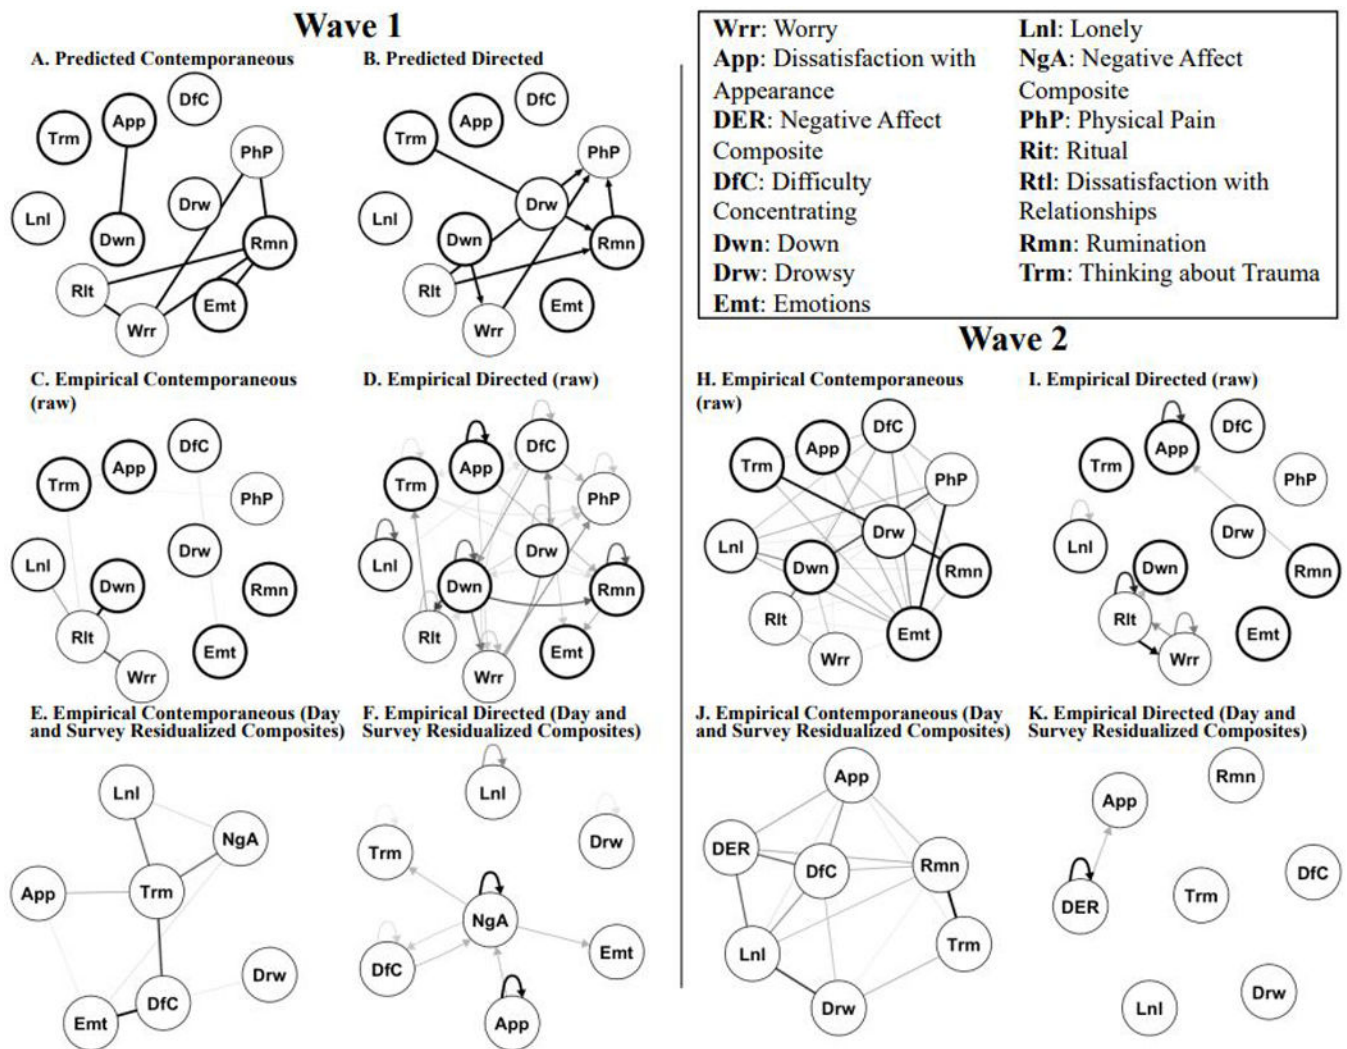 Wave 1
A. Predicted Contemporaneous
DfC
App
Trm
PhP
Drw
Lnl
Dwn
Rmn
Rlt
Emt
Wrr
B. Predicted Directed
DfC
App
Trm
PhP
Drw
Lnl
Dwn
Rmn
Rlt
Emt
Wrr
C. Empirical Contemporaneous
(raw)
DfC
App
Trm
PhP
Drw
Lnl
Dwn
Rmn
Rlt
Emt
Wrr
D. Empirical Directed (raw)
DfC
App
Trm
PhP
Drw
Lnl
Dwn
Rmn
Rlt
Emt
Wrr
E. Empirical Contemporaneous (Day
and Survey Residualized Composites)
Lnl
NgA
App
Trm
Drw
DfC
Emt
F. Empirical Directed (Day and
Survey Residualized Composites)
Lnl
Drw
Trm
NgA
Emt
DfC
App
Wrr: Worry
App: Dissatisfaction with
Appearance
DER: Negative Affect
Composite
DfC: Difficulty
Concentrating
Dwn: Down
Drw: Drowsy
Emt: Emotions
Lnl: Lonely
NgA: Negative Affect
Composite
PhP: Physical Pain
Rit: Ritual
Rtl: Dissatisfaction with
Relationships
Rmn: Rumination
Trm: Thinking about Trauma
Wave 2
H. Empirical Contemporaneous
(raw)
DfC
App
Trm
PhP
Drw
Lnl
Dwn
Rmn
Rlt
Emt
Wrr
I. Empirical Directed (raw)
DfC
App
Trm
PhP
Drw
Lnl
Dwn
Rmn
Rlt
Emt
Wrr
J. Empirical Contemporaneous (Day
and Survey Residualized Composites)
App
DER
DfC
Rmn
Lnl
Trm
Drw
K. Empirical Directed (Day and
Survey Residualized Composites)
Rmn
App
DfC
Trm
DER
Drw
Lnl